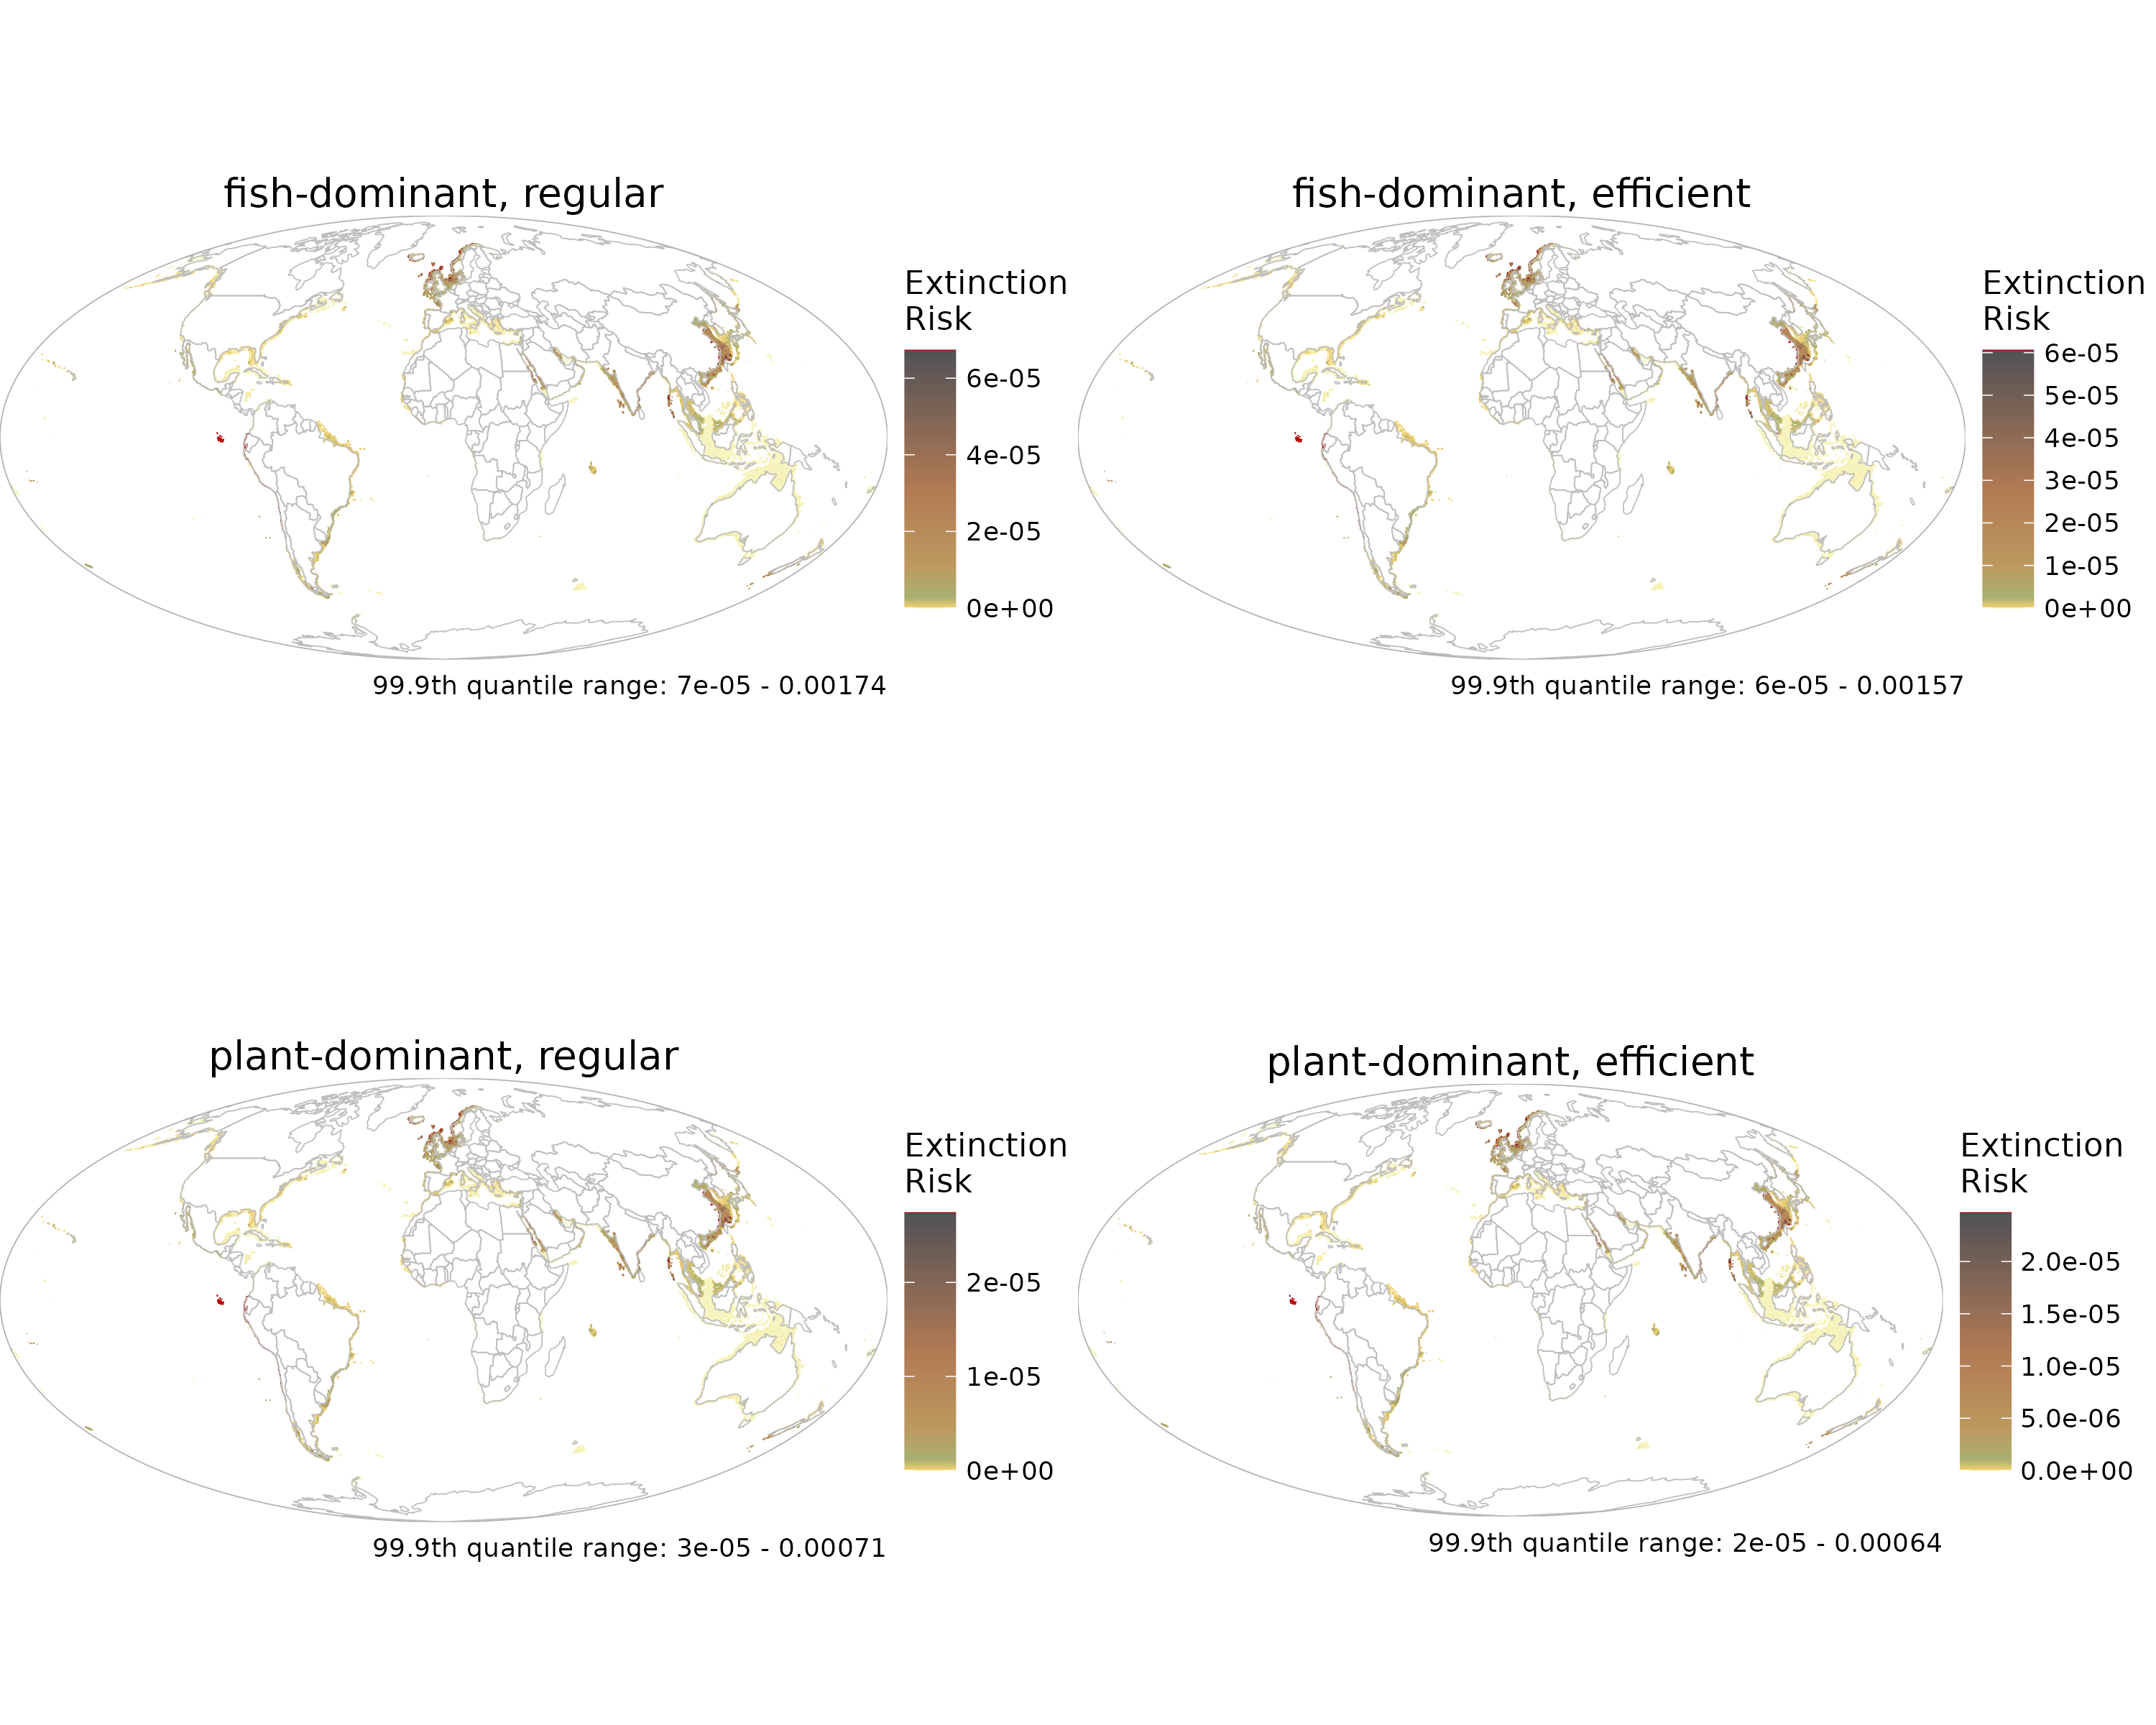 fish-dominant, regular
Extinction
Risk
6e-05
4e-05
2e-05
0e+00
99.9th quantile range: 7e-05 - 0.00174
fish-dominant, efficient
Extinction
Risk
6e-05
5e-05
4e-05
3e-05
2e-05
1e-05
0e+00
99.9th quantile range: 6e-05 - 0.00157
plant-dominant, regular
Extinction
Risk
2e-05
1e-05
0e+00
99.9th quantile range: 3e-05 - 0.00071
plant-dominant, efficient
Extinction
Risk
2.0e-05
1.5e-05
1.0e-05
5.0e-06
0.0e+00
99.9th quantile range: 2e-05 - 0.00064